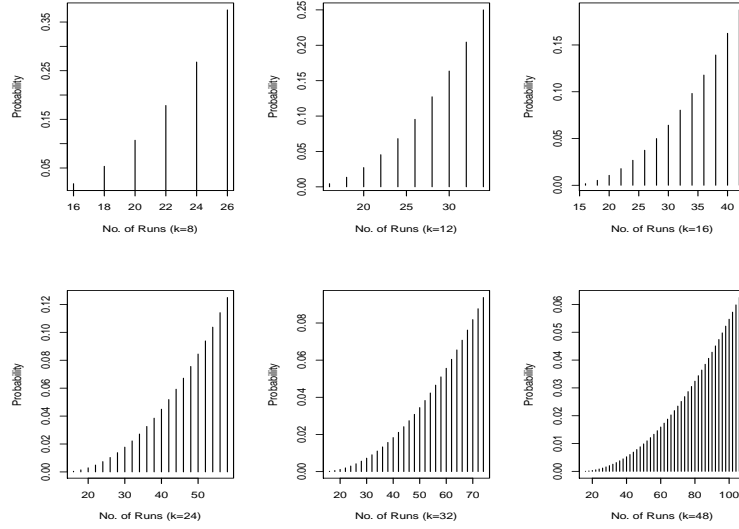 Probability
0.05 0.15 0.25 0.35
16 18 20 22 24 26
No. of Runs (k=8)
Probability
0.00 0.05 0.10 0.15 0.20 0.25
20 25 30
No. of Runs (k=12)
Probability
0.00 0.05 0.10 0.15
15 20 25 30 35 40
No. of Runs (k=16)
Probability
0.00 0.02 0.04 0.06 0.08 0.10 0.12
20 30 40 50
No. of Runs (k=24)
Probability
0.00 0.02 0.04 0.06 0.08
20 30 40 50 60 70
No. of Runs (k=32)
Probability
0.00 0.01 0.02 0.03 0.04 0.05 0.06
20 40 60 80 100
No. of Runs (k=48)